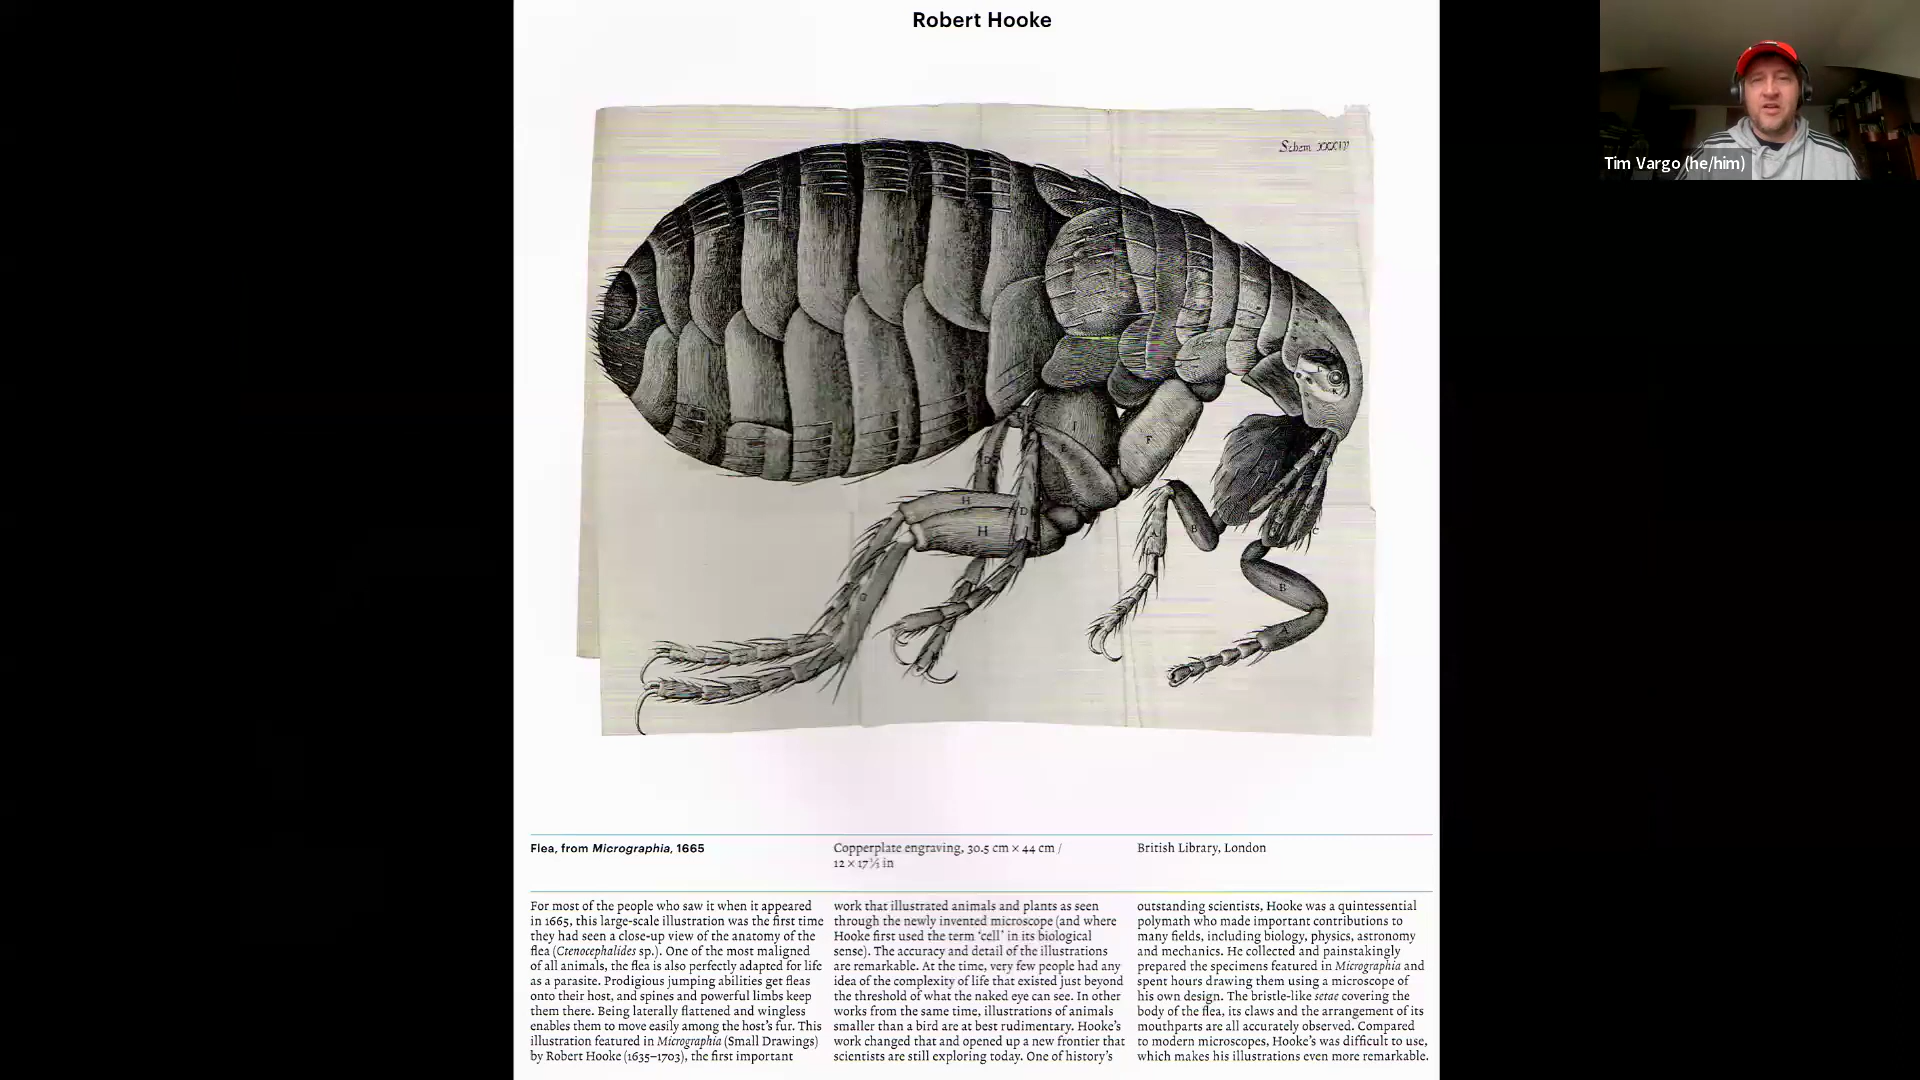 Robert Hooke
Schem XXXIV
Tim Vargo (he/him)
I
F
E
D
H
D
H
B
C
B
G
A
Flea, from Micrographia, 1665
Copperplate engraving, 30.5 cm × 44 cm /
12 × 17⅓ in
British Library, London
For most of the people who saw it when it appeared
in 1665, this large-scale illustration was the first time
they had seen a close-up view of the anatomy of the
flea (Ctenocephalides sp.). One of the most maligned
of all animals, the flea is also perfectly adapted for life
as a parasite. Prodigious jumping abilities get fleas
onto their host, and spines and powerful limbs keep
them there. Being laterally flattened and wingless
enables them to move easily among the host's fur. This
illustration featured in Micrographia (Small Drawings)
by Robert Hooke (1635–1703), the first important
work that illustrated animals and plants as seen
through the newly invented microscope (and where
Hooke first used the term 'cell' in its biological
sense). The accuracy and detail of the illustrations
are remarkable. At the time, very few people had any
idea of the complexity of life that existed just beyond
the threshold of what the naked eye can see. In other
works from the same time, illustrations of animals
smaller than a bird are at best rudimentary. Hooke's
work changed that and opened up a new frontier that
scientists are still exploring today. One of history's
outstanding scientists, Hooke was a quintessential
polymath who made important contributions to
many fields, including biology, physics, astronomy
and mechanics. He collected and painstakingly
prepared the specimens featured in Micrographia and
spent hours drawing them using a microscope of
his own design. The bristle-like setae covering the
body of the flea, its claws and the arrangement of its
mouthparts are all accurately observed. Compared
to modern microscopes, Hooke's was difficult to use,
which makes his illustrations even more remarkable.